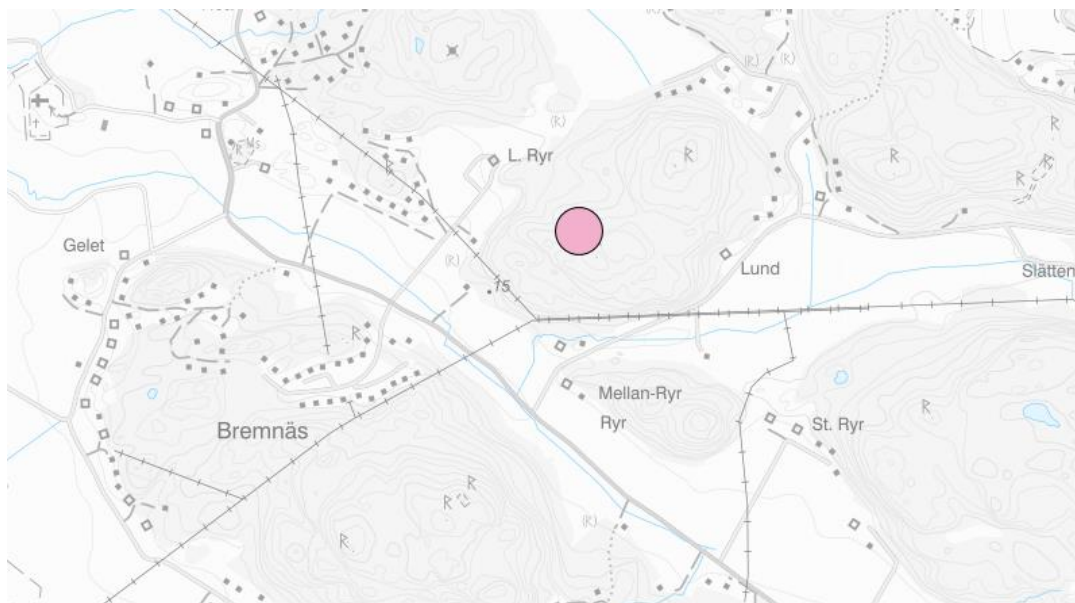 L. Ryr
Gelet
Lund
Slätten
15
Mellan-Ryr
Ryr
St. Ryr
Bremnäs
R
R
R
R
R
R
R
R
R
R
R
(R)
(R)
(R)
(R)
(R)
(R)